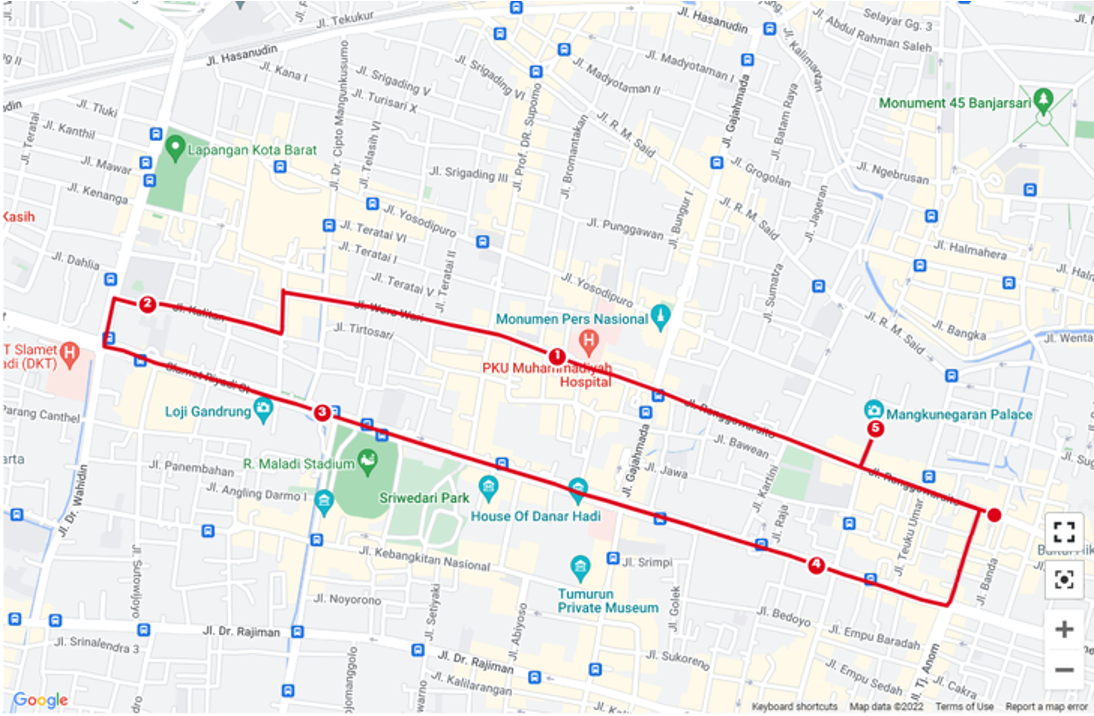 Jl. Tekukur
Jl. Hasanudin
Jl. Hasanudin
Selayar Gg. 3
Jl. Abdul Rahman Saleh
Jl. Kalimantan
Jl. Kana I
Jl. Srigading V
Jl. Turisari X
Jl. Srigading VI
Jl. Madyotaman I
Jl. Madyotaman II
Jl. Dr. Cipto Mangunkusumo
Jl. Telasih VI
Jl. Prof. DR. Supomo
Jl. Bromantakan
Jl. R. M. Said
Jl. Gajahmada
Jl. Batam Raya
Monument 45 Banjarsari
Jl. Tluki
Jl. Teratai
Jl. Kanthil
Jl. Mawar
Jl. Kenanga
Lapangan Kota Barat
Kasih
Jl. Srigading III
Jl. Grogolan
Jl. Ngebrusan
Jl. Jageran
Jl. R. M. Said
Jl. Bungur I
Jl. Punggawan
Jl. Yosodipuro
Jl. Teratai VI
Jl. Teratai I
Jl. Teratai II
Jl. Teratai V
Jl. Halmahera
Jl. Dahlia
Jl. Yosodipuro
Jl. Sumatra
2
Jl. Kalitan
Jl. Wora Wari
Jl. Tirtosari
Monumen Pers Nasional
1
H
PKU Muhammadiyah
Hospital
Jl. R. M. Said
Jl. Bangka
T Slamet
adi (DKT)
H
Slamet Riyadi St
Loji Gandrung
3
Jl. Ronggowarsito
Mangkunegaran Palace
5
Parang Canthel
Jl. Panembahan
R. Maladi Stadium
Sriwedari Park
Jl. Angling Darmo I
House Of Danar Hadi
Jl. Gajahmada
Jl. Bawean
Jl. Jawa
Jl. Kartini
Jl. Raja
Jl. Ronggowarsito
Jl. Teuku Umar
Jl. Dr. Wahidin
Jl. Sutowijoyo
Jl. Kebangkitan Nasional
Jl. Srimpi
4
Jl. Banda
Tumurun
Private Museum
Jl. Noyorono
Jl. Setiyaki
Jl. Abiyoso
Jl. Golek
Jl. Bedoyo
Jl. Empu Baradah
Jl. Dr. Rajiman
Jl. Srinalendra 3
Jl. Dr. Rajiman
Jl. Sukoreno
Jl. Kalilarangan
Jl. Empu Sedah
Jl. Tj. Anom
Jl. Cakra
+
−
Google
Keyboard shortcuts
Map data ©2022
Terms of Use
Report a map error